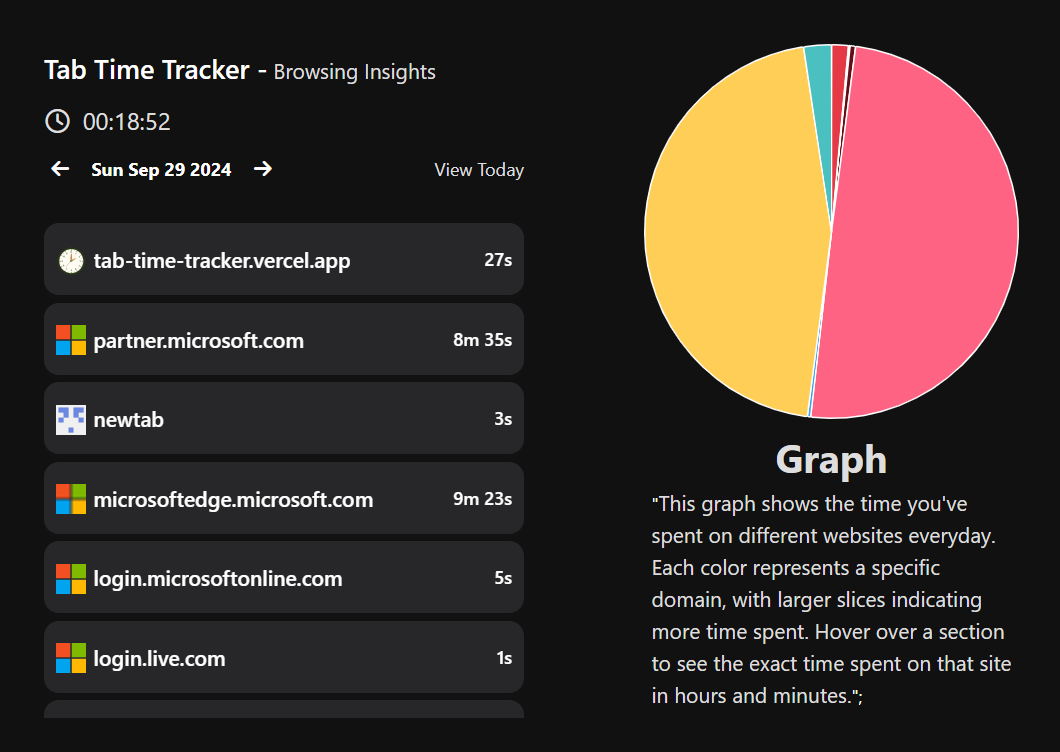 Tab Time Tracker - Browsing Insights
00:18:52
Sun Sep 29 2024
View Today
tab-time-tracker.vercel.app 27s
partner.microsoft.com 8m 35s
newtab 3s
microsoftedge.microsoft.com 9m 23s
login.microsoftonline.com 5s
login.live.com 1s
Graph
"This graph shows the time you've
spent on different websites everyday.
Each color represents a specific
domain, with larger slices indicating
more time spent. Hover over a section
to see the exact time spent on that site
in hours and minutes.";